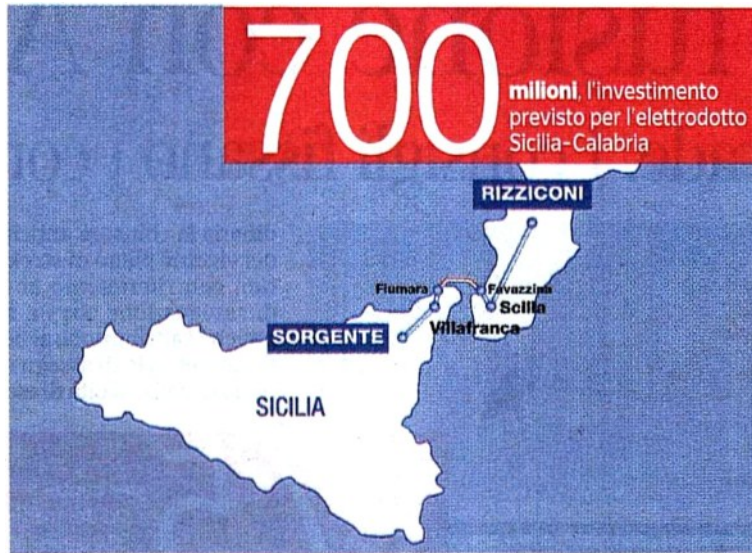 700
milioni, l'investimento
previsto per l'elettrodotto
Sicilia-Calabria
RIZZICONI
Fiumara
Favazzina
Scilla
Villafranca
SORGENTE
SICILIA